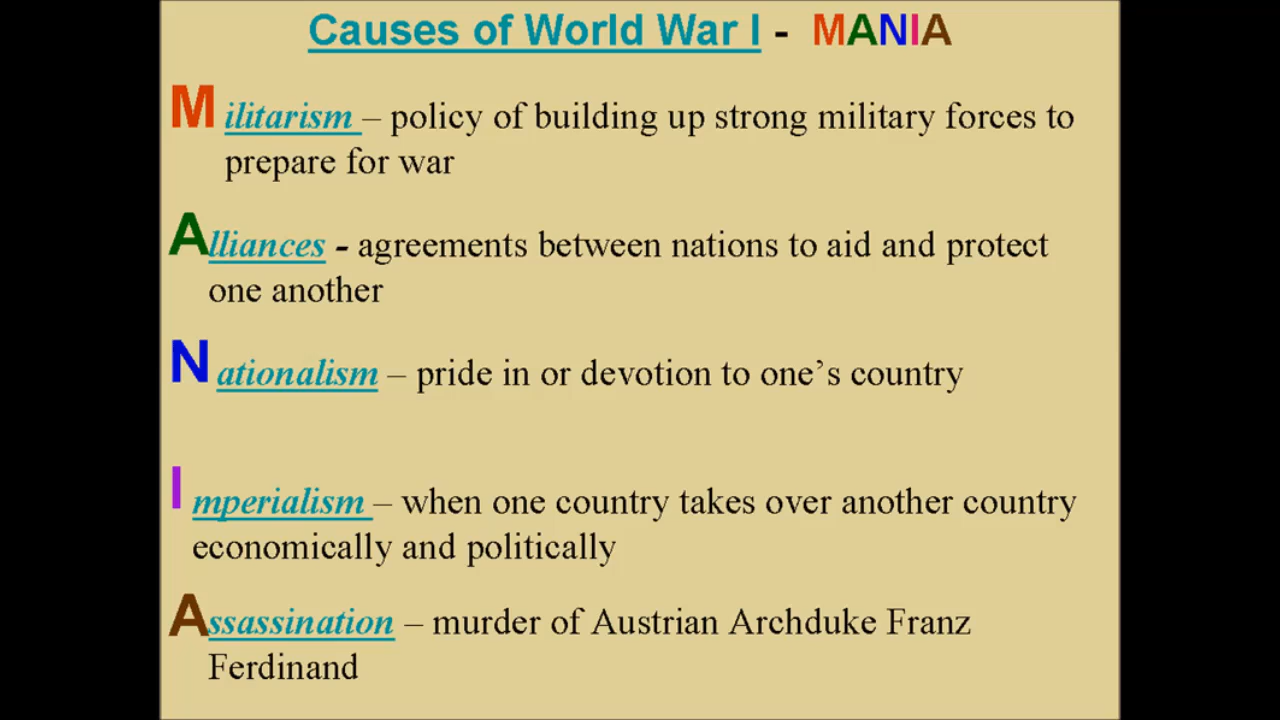 Causes of World War I - MANIA
Militarism – policy of building up strong military forces to
prepare for war
Alliances - agreements between nations to aid and protect
one another
Nationalism – pride in or devotion to one’s country
Imperialism – when one country takes over another country
economically and politically
Assassination – murder of Austrian Archduke Franz
Ferdinand